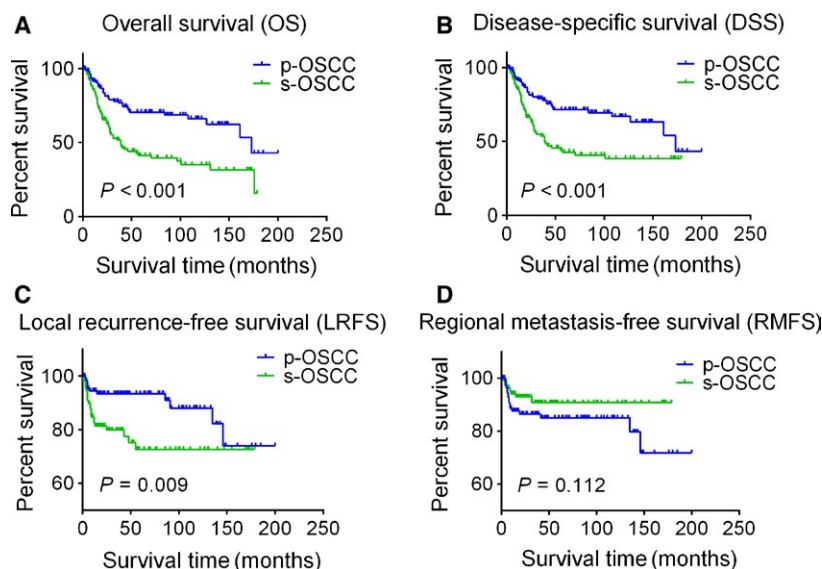 A
Overall survival (OS)
Percent survival
100
50
0
p-OSCC
s-OSCC
P < 0.001
0 50 100 150 200 250
Survival time (months)
B
Disease-specific survival (DSS)
Percent survival
100
50
0
p-OSCC
s-OSCC
P < 0.001
0 50 100 150 200 250
Survival time (months)
C
Local recurrence-free survival (LRFS)
Percent survival
100
80
60
p-OSCC
s-OSCC
P = 0.009
0 50 100 150 200 250
Survival time (months)
D
Regional metastasis-free survival (RMFS)
Percent survival
100
80
60
p-OSCC
s-OSCC
P = 0.112
0 50 100 150 200 250
Survival time (months)